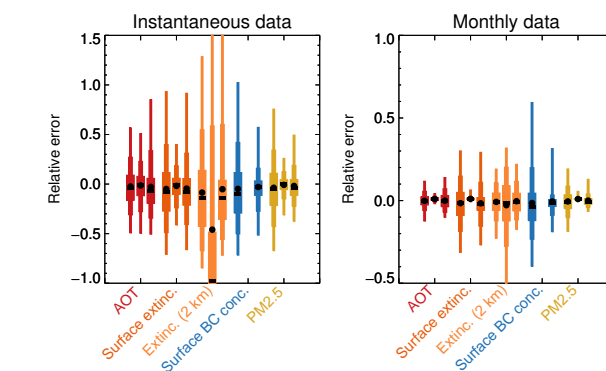 Instantaneous data
Relative error
1.5
1.0
0.5
0.0
−0.5
−1.0
AOT
Surface extinc.
Extinc. (2 km)
Surface BC conc.
PM2.5
Monthly data
Relative error
1.0
0.5
0.0
−0.5
AOT
Surface extinc.
Extinc. (2 km)
Surface BC conc.
PM2.5